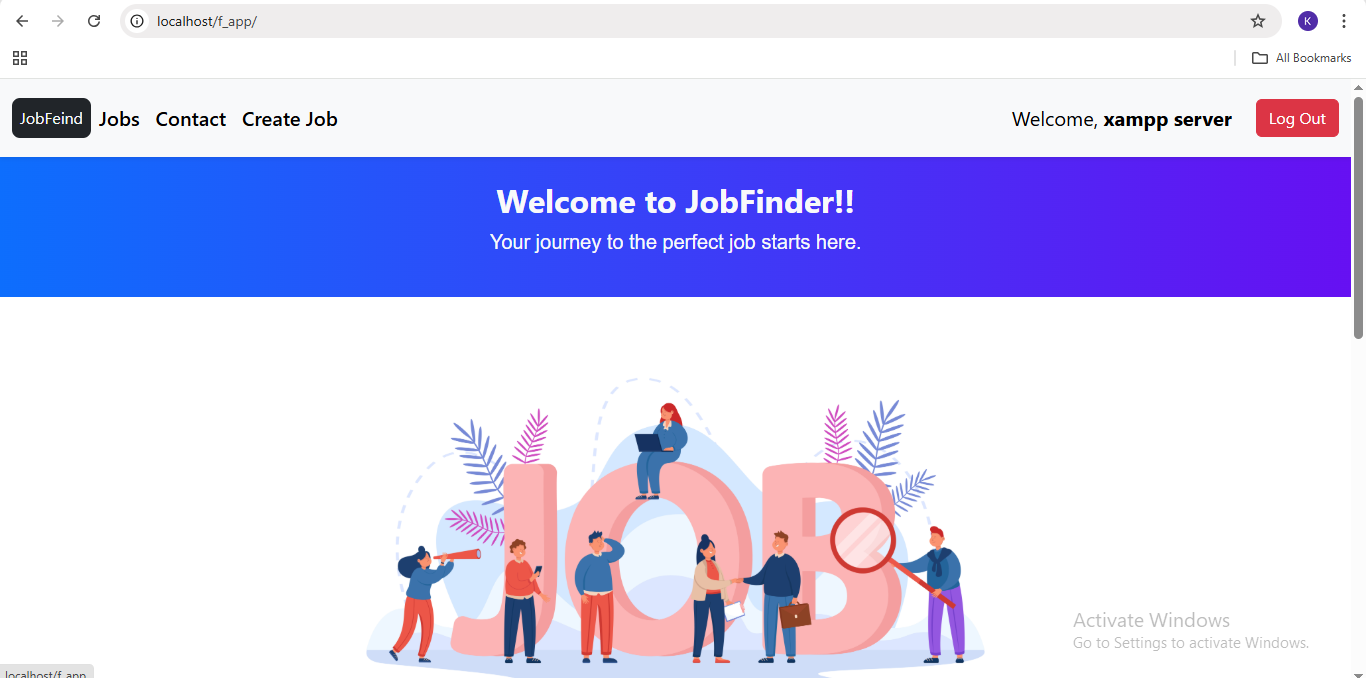 localhost/f_app/
K
All Bookmarks
JobFeind Jobs Contact Create Job Welcome, xampp server Log Out
Welcome to JobFinder!!
Your journey to the perfect job starts here.
JOB
Activate Windows
Go to Settings to activate Windows.
localhost/f_app